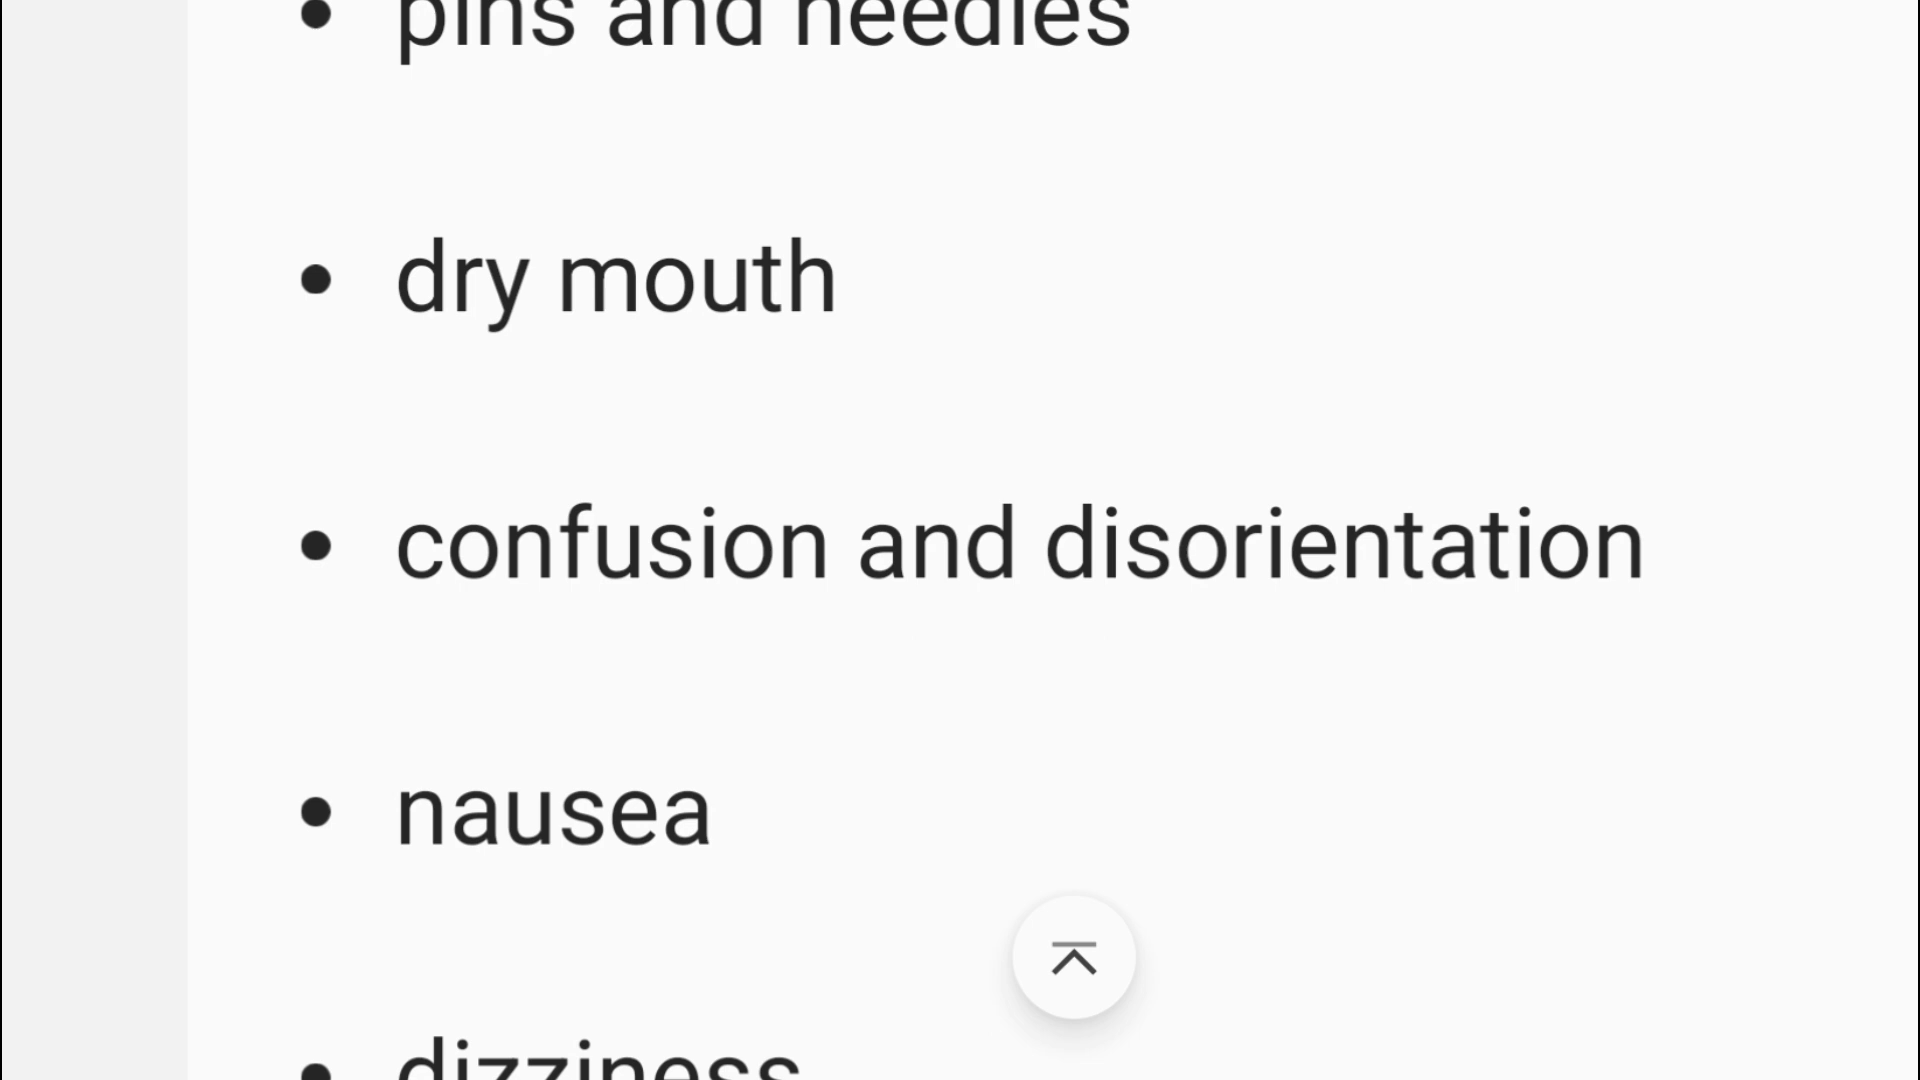 • pins and needles
• dry mouth
• confusion and disorientation
• nausea
• dizziness